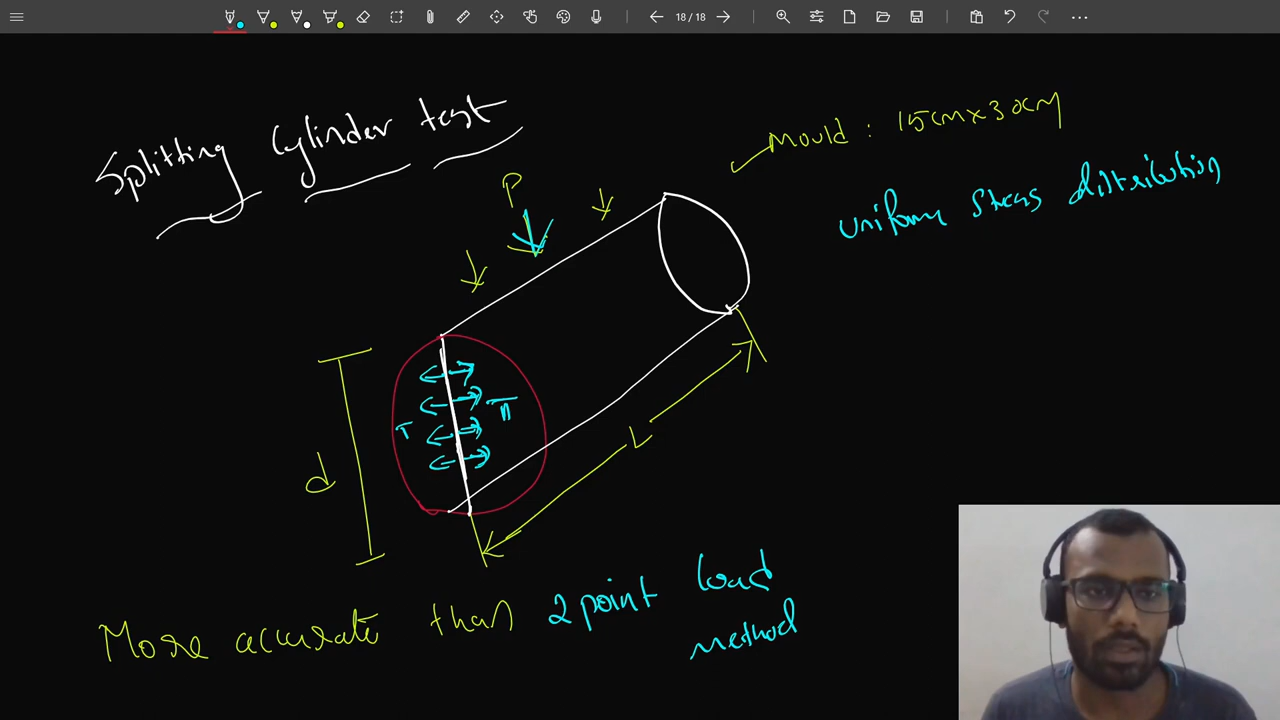 18 / 18
Splitting Cylinder test
Mould : 15cm x 30cm
uniform stress distribution
P
T
d
L
More accurate than 2 point load
method